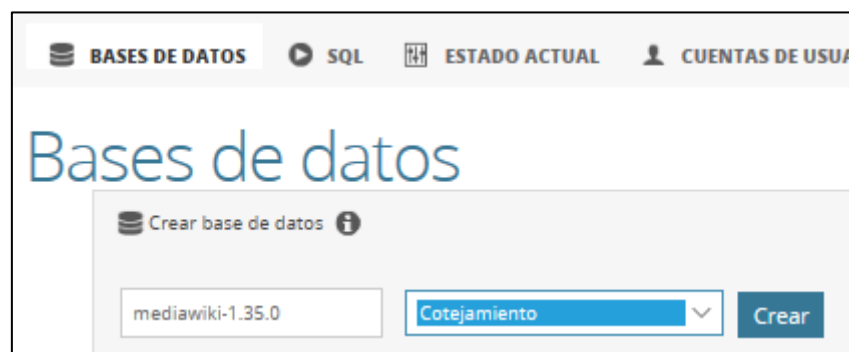 BASES DE DATOS SQL ESTADO ACTUAL CUENTAS DE USUA
Bases de datos
Crear base de datos
mediawiki-1.35.0 Cotejamiento Crear